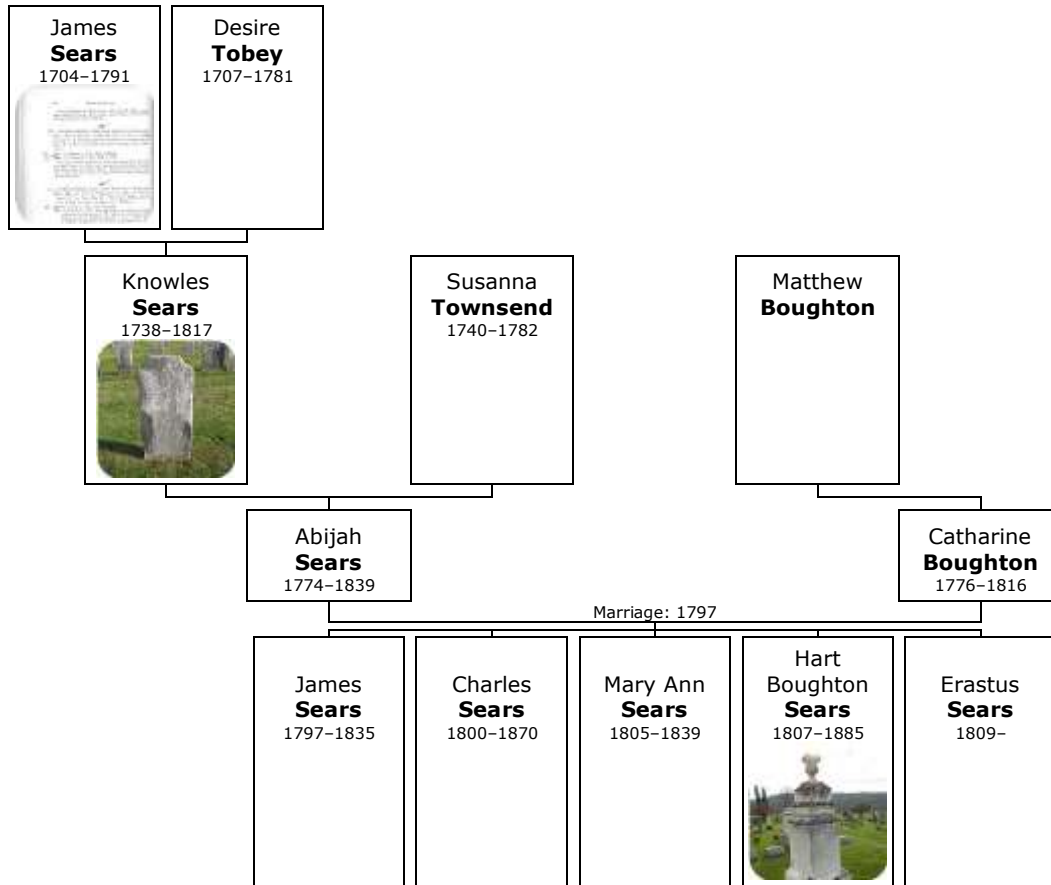 James
Sears
1704–1791
Desire
Tobey
1707–1781
Knowles
Sears
1738–1817
Susanna
Townsend
1740–1782
Matthew
Boughton
Abijah
Sears
1774–1839
Catharine
Boughton
1776–1816
Marriage: 1797
James
Sears
1797–1835
Charles
Sears
1800–1870
Mary Ann
Sears
1805–1839
Hart
Boughton
Sears
1807–1885
Erastus
Sears
1809–